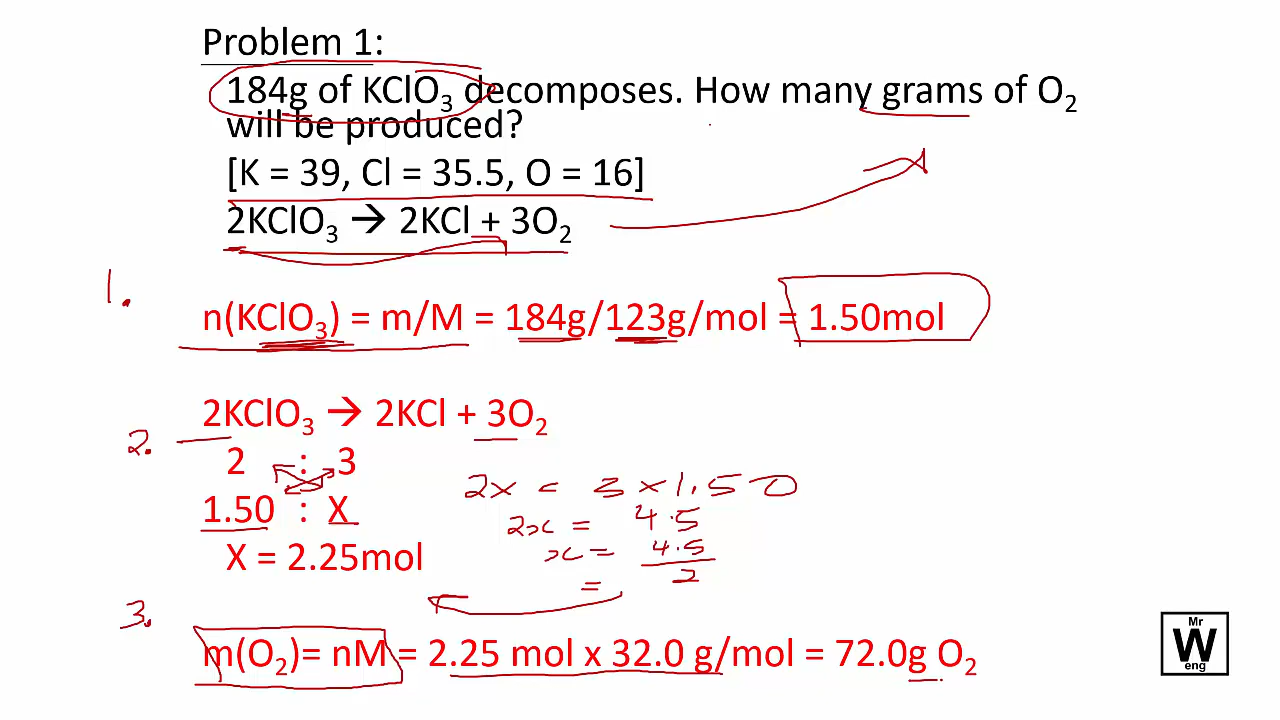 Problem 1:
184g of KClO₃ decomposes. How many grams of O₂
will be produced?
[K = 39, Cl = 35.5, O = 16]
2KClO₃ → 2KCl + 3O₂
1.
n(KClO₃) = m/M = 184g/123g/mol = 1.50mol
2.
2KClO₃ → 2KCl + 3O₂
2 : 3
1.50 : X
X = 2.25mol
2x = 3 x 1.50
2x = 4.5
x = 4.5/2
=
3.
m(O₂)= nM = 2.25 mol x 32.0 g/mol = 72.0g O₂
Mr
W
eng